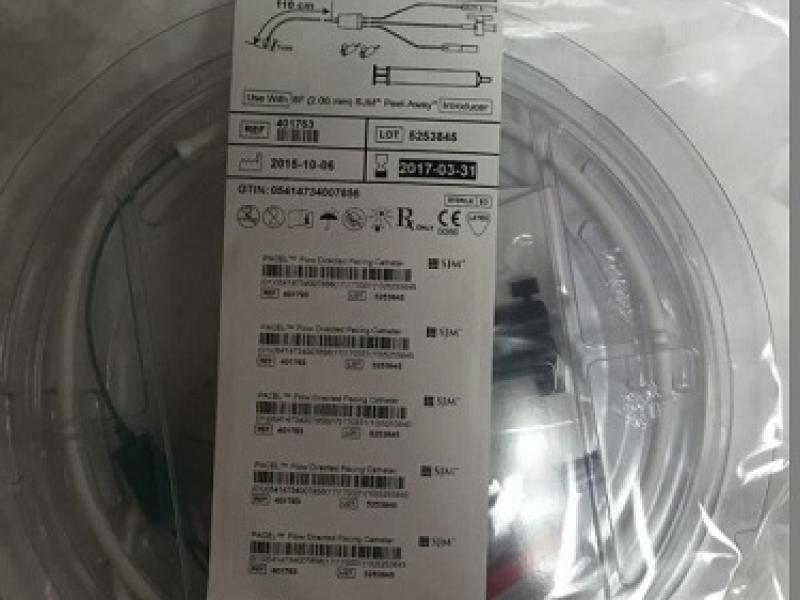 110 cm
1cm
Use With 6F (2.00 mm) SJM™ Peel-Away™ Introducer
REF 401763
LOT 5253845
2015-10-06
2017-03-31
GTIN: 05414734007856
STERILE EO
Rx ONLY CE LATEX
0086
PACEL™ Flow Directed Pacing Catheter SJM™
REF 401763 LOT 5253845
PACEL™ Flow Directed Pacing Catheter SJM™
REF 401763 LOT 5253845
PACEL™ Flow Directed Pacing Catheter SJM™
REF 401763 LOT 5253845
PACEL™ Flow Directed Pacing Catheter SJM™
REF 401763 LOT 5253845
PACEL™ Flow Directed Pacing Catheter SJM™
REF 401763 LOT 5253845